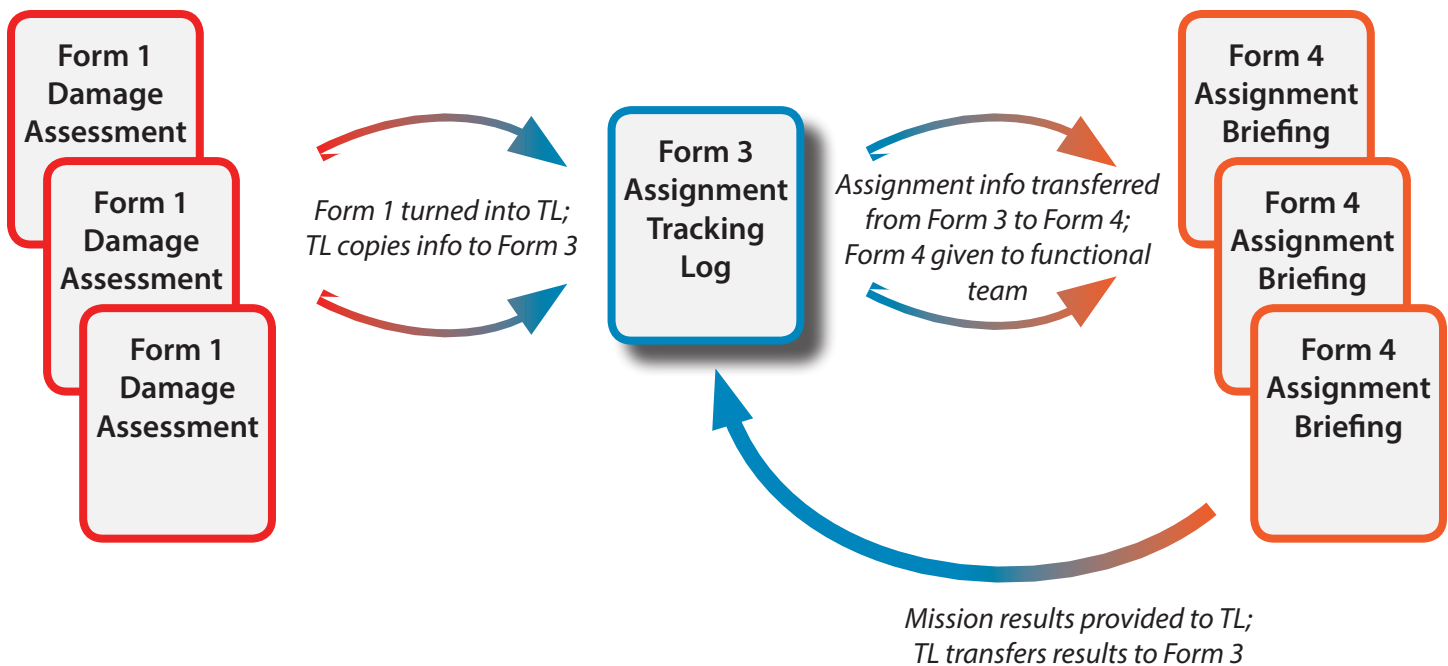 Form 1
Damage
Assessment
Form 1
Damage
Assessment
Form 1
Damage
Assessment
Form 1 turned into TL;
TL copies info to Form 3
Form 3
Assignment
Tracking
Log
Assignment info transferred
from Form 3 to Form 4;
Form 4 given to functional
team
Form 4
Assignment
Briefing
Form 4
Assignment
Briefing
Form 4
Assignment
Briefing
Mission results provided to TL;
TL transfers results to Form 3